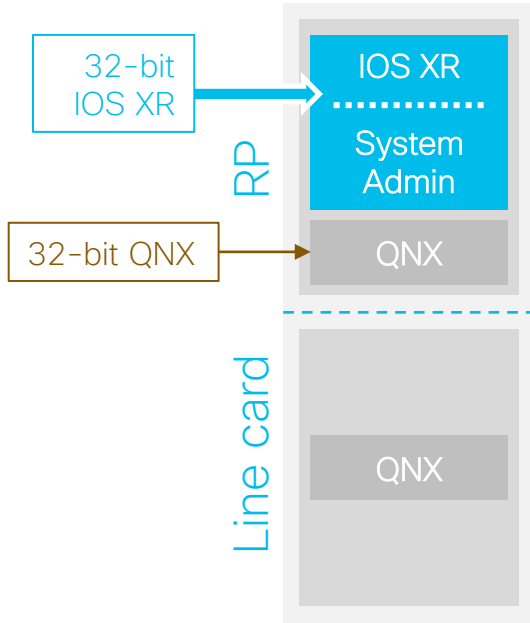 32-bit
IOS XR
IOS XR
System
Admin
RP
32-bit QNX
QNX
Line card
QNX